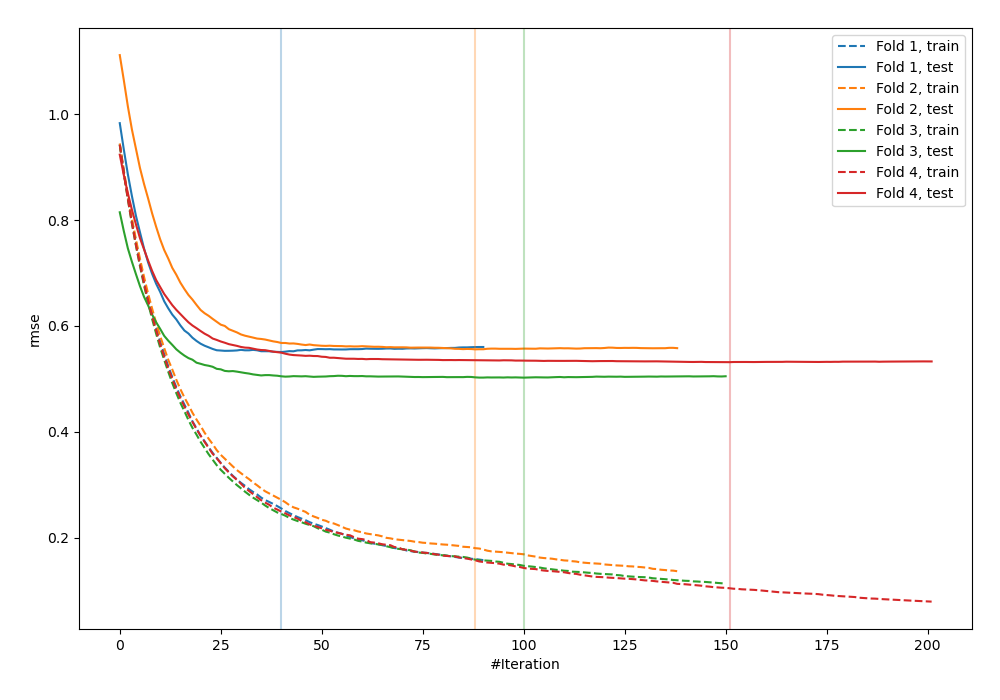 Fold 1, train
Fold 1, test
Fold 2, train
Fold 2, test
Fold 3, train
Fold 3, test
Fold 4, train
Fold 4, test
1.0
0.8
0.6
0.4
0.2
rmse
0 25 50 75 100 125 150 175 200
#Iteration